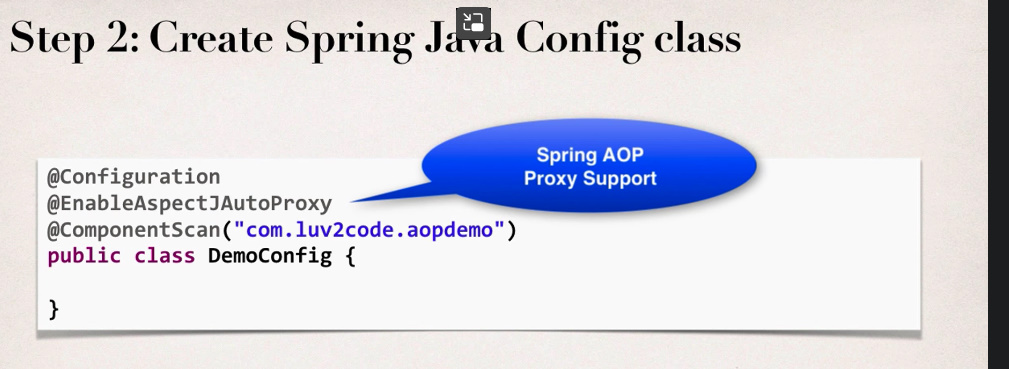 Step 2: Create Spring Java Config class
Spring AOP
Proxy Support
@Configuration
@EnableAspectJAutoProxy
@ComponentScan("com.luv2code.aopdemo")
public class DemoConfig {
}